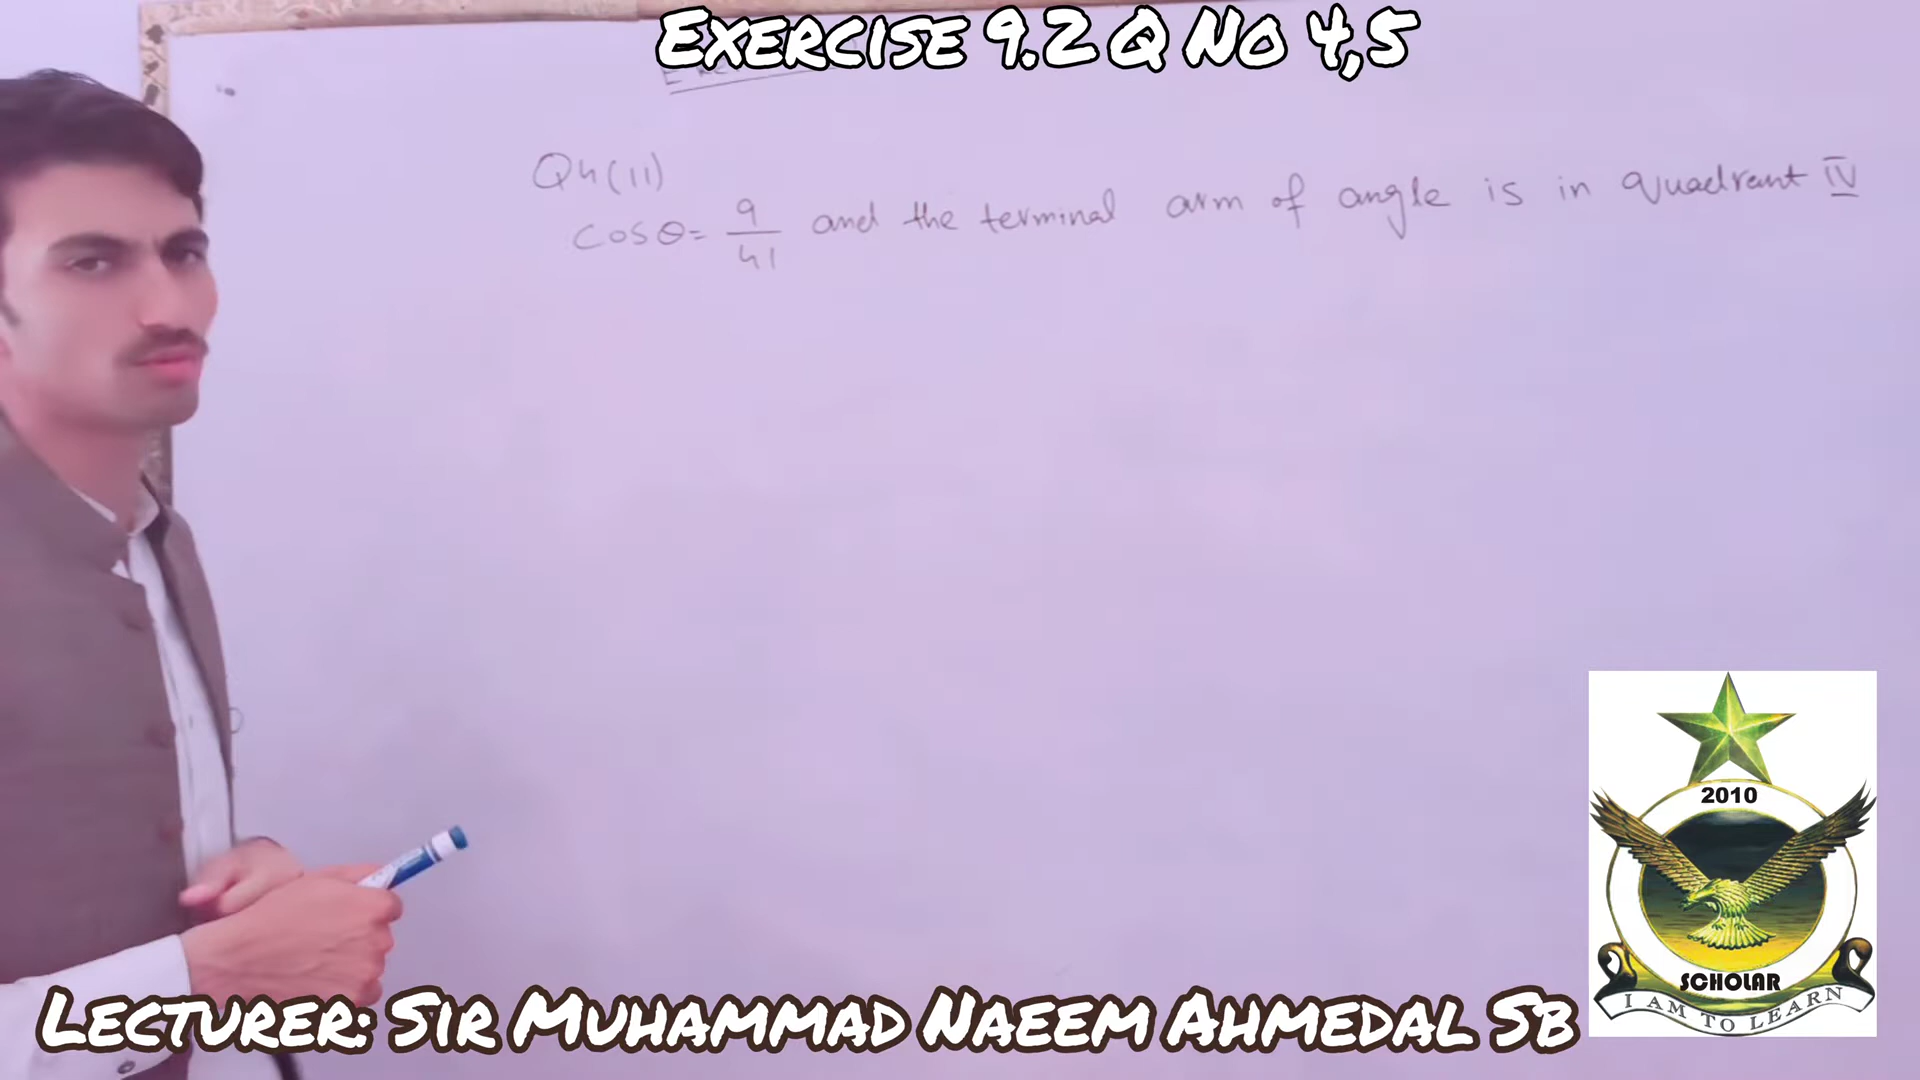 Exercise 9.2 Q No 4,5
Q4(11)
Cosθ= 9/41 and the terminal arm of angle is in quadrant IV
2010
SCHOLAR
I AM TO LEARN
Lecturer: Sir Muhammad Naeem Ahmedal Sb